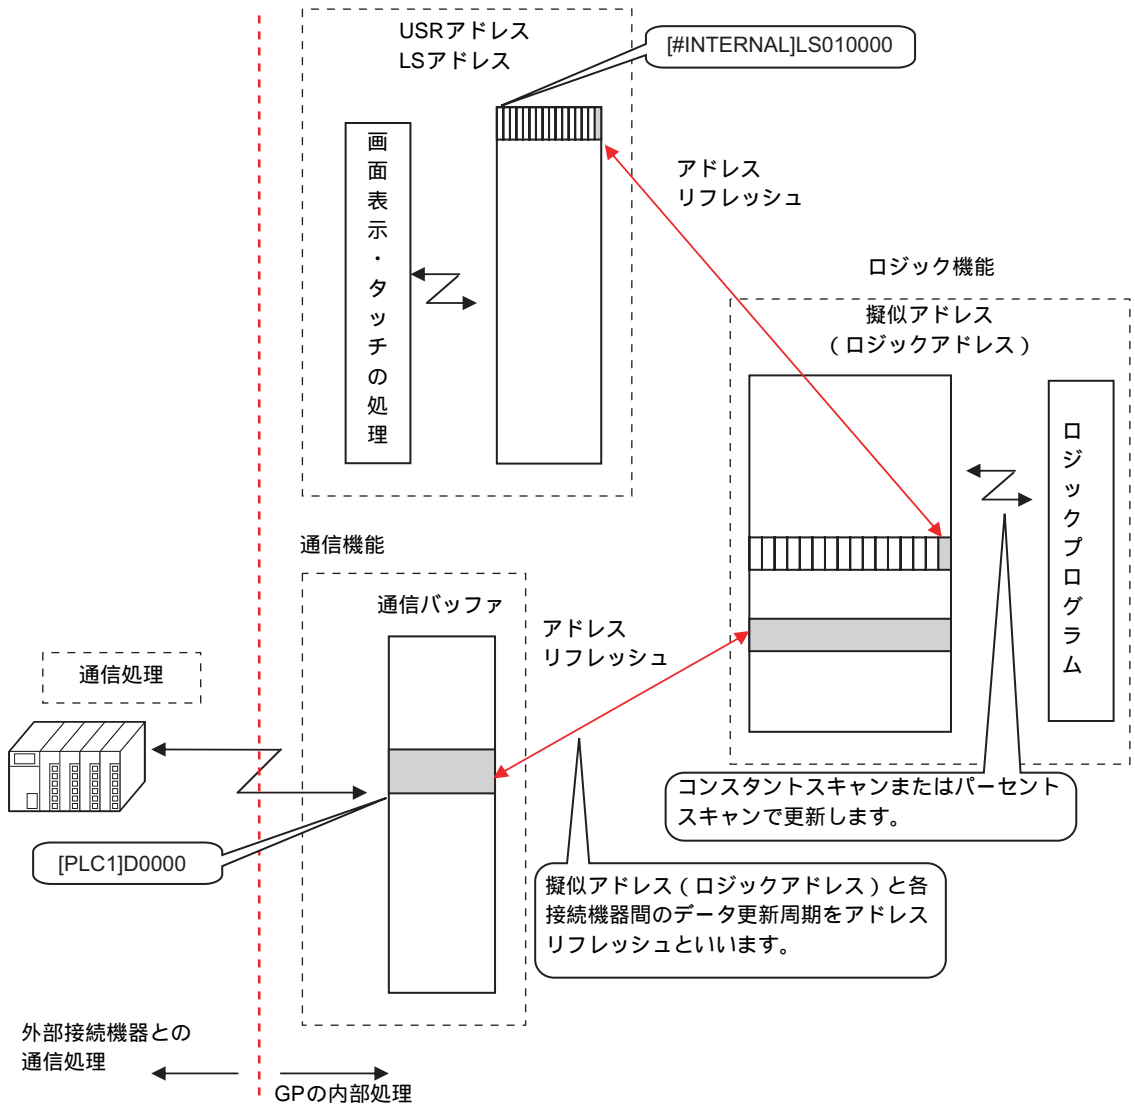 USRアドレス
LSアドレス
[#INTERNAL]LS010000
画面表示・タッチの処理
アドレス
リフレッシュ
ロジック機能
擬似アドレス
(ロジックアドレス)
ロジックプログラム
通信機能
通信バッファ
アドレス
リフレッシュ
通信処理
コンスタントスキャンまたはパーセント
スキャンで更新します。
[PLC1]D0000
擬似アドレス(ロジックアドレス)と各
接続機器間のデータ更新周期をアドレス
リフレッシュといいます。
外部接続機器との
通信処理
GPの内部処理